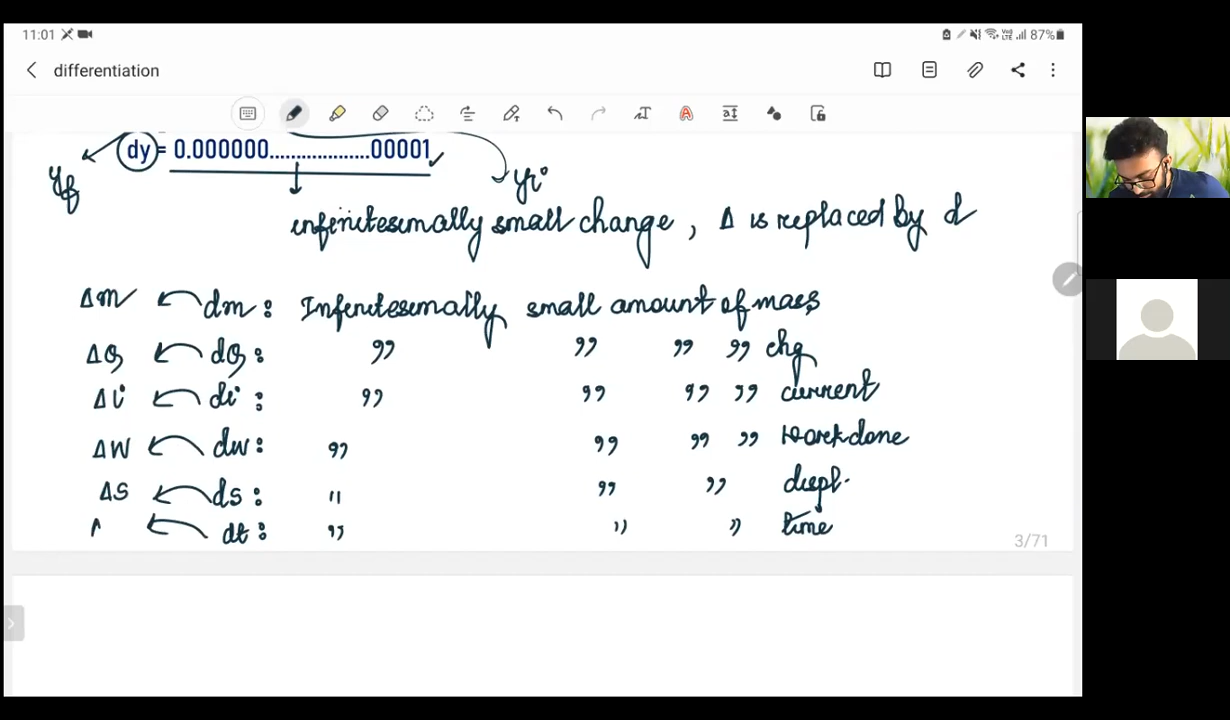 11:01 87%
differentiation
dy = 0.000000...................00001
yf yi
infinitesimally small change, Δ is replaced by d
Δm dm: Infinitesimally small amount of mass
Δq dq: " " " " chg
Δi di: " " " " current
Δw dw: " " " " Workdone
Δs ds: " " " displ.
dt: " " " time
3/71